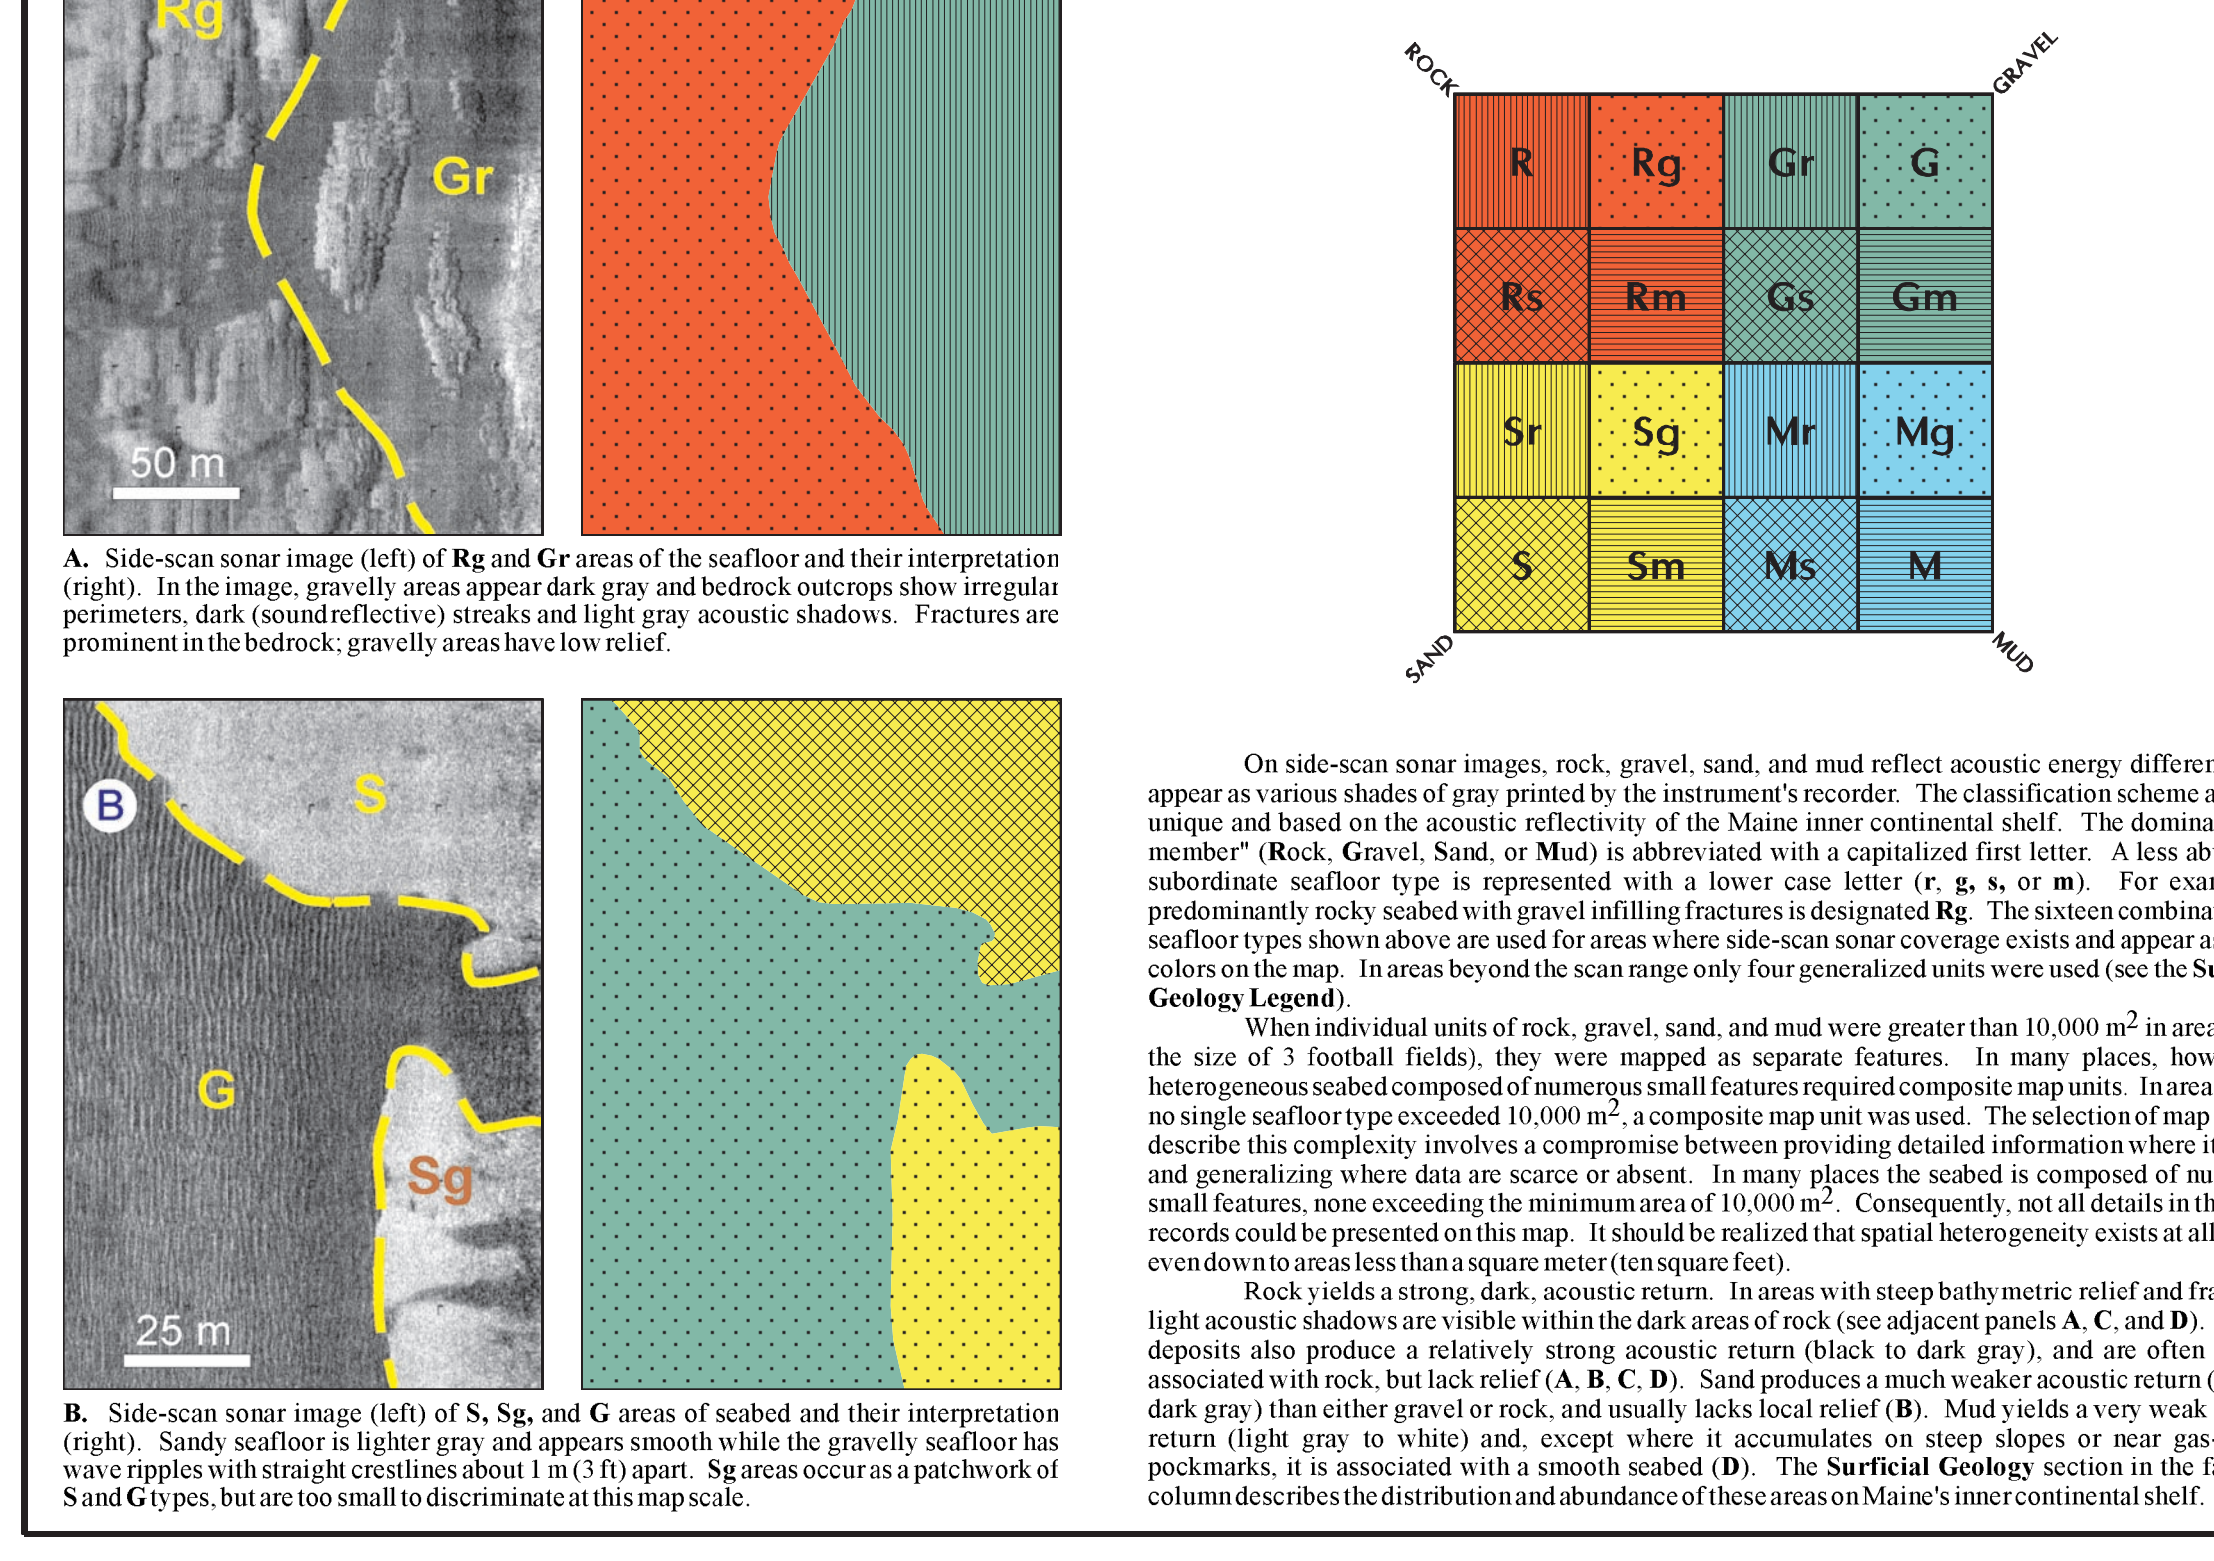 Rg
Gr
50 m
A. Side-scan sonar image (left) of Rg and Gr areas of the seafloor and their interpretation
(right). In the image, gravelly areas appear dark gray and bedrock outcrops show irregular
perimeters, dark (sound reflective) streaks and light gray acoustic shadows. Fractures are
prominent in the bedrock; gravelly areas have low relief.
B
S
G
Sg
25 m
B. Side-scan sonar image (left) of S, Sg, and G areas of seabed and their interpretation
(right). Sandy seafloor is lighter gray and appears smooth while the gravelly seafloor has
wave ripples with straight crestlines about 1 m (3 ft) apart. Sg areas occur as a patchwork of
S and G types, but are too small to discriminate at this map scale.
ROCK
GRAVEL
R Rg Gr G
Rs Rm Gs Gm
Sr Sg Mr Mg
S Sm Ms M
SAND
MUD
On side-scan sonar images, rock, gravel, sand, and mud reflect acoustic energy differen
appear as various shades of gray printed by the instrument's recorder. The classification scheme a
unique and based on the acoustic reflectivity of the Maine inner continental shelf. The domina
member" (Rock, Gravel, Sand, or Mud) is abbreviated with a capitalized first letter. A less ab
subordinate seafloor type is represented with a lower case letter (r, g, s, or m). For exa
predominantly rocky seabed with gravel infilling fractures is designated Rg. The sixteen combina
seafloor types shown above are used for areas where side-scan sonar coverage exists and appear a
colors on the map. In areas beyond the scan range only four generalized units were used (see the Su
Geology Legend).
When individual units of rock, gravel, sand, and mud were greater than 10,000 m2 in area
the size of 3 football fields), they were mapped as separate features. In many places, how
heterogeneous seabed composed of numerous small features required composite map units. In area
no single seafloor type exceeded 10,000 m2, a composite map unit was used. The selection of map
describe this complexity involves a compromise between providing detailed information where it
and generalizing where data are scarce or absent. In many places the seabed is composed of nu
small features, none exceeding the minimum area of 10,000 m2. Consequently, not all details in th
records could be presented on this map. It should be realized that spatial heterogeneity exists at all
even down to areas less than a square meter (ten square feet).
Rock yields a strong, dark, acoustic return. In areas with steep bathymetric relief and fra
light acoustic shadows are visible within the dark areas of rock (see adjacent panels A, C, and D).
deposits also produce a relatively strong acoustic return (black to dark gray), and are often
associated with rock, but lack relief (A, B, C, D). Sand produces a much weaker acoustic return (
dark gray) than either gravel or rock, and usually lacks local relief (B). Mud yields a very weak
return (light gray to white) and, except where it accumulates on steep slopes or near gas-
pockmarks, it is associated with a smooth seabed (D). The Surficial Geology section in the fa
column describes the distribution and abundance of these areas on Maine's inner continental shelf.